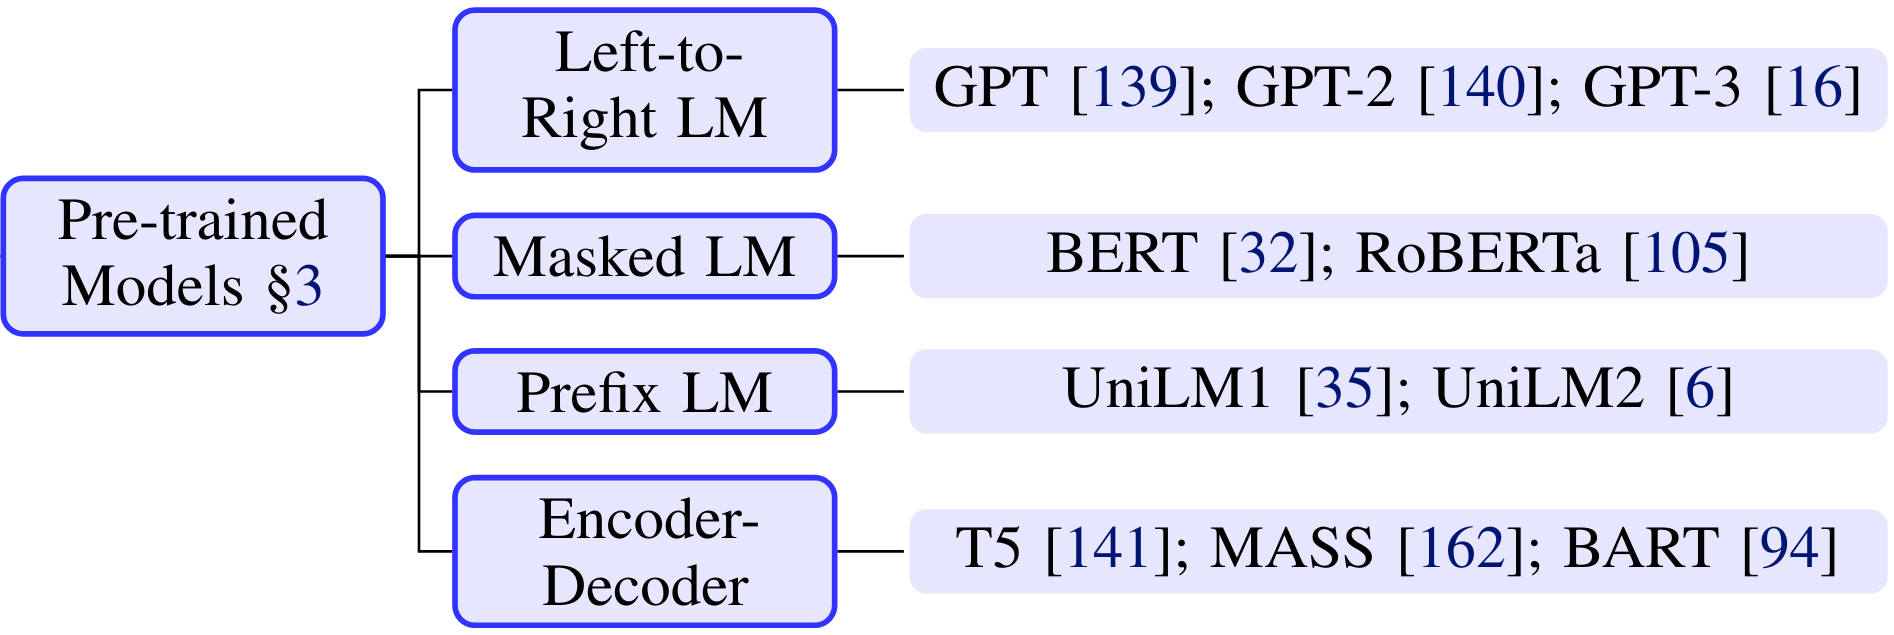 Pre-trained
Models §3
Left-to-
Right LM
GPT [139]; GPT-2 [140]; GPT-3 [16]
Masked LM
BERT [32]; RoBERTa [105]
Prefix LM
UniLM1 [35]; UniLM2 [6]
Encoder-
Decoder
T5 [141]; MASS [162]; BART [94]